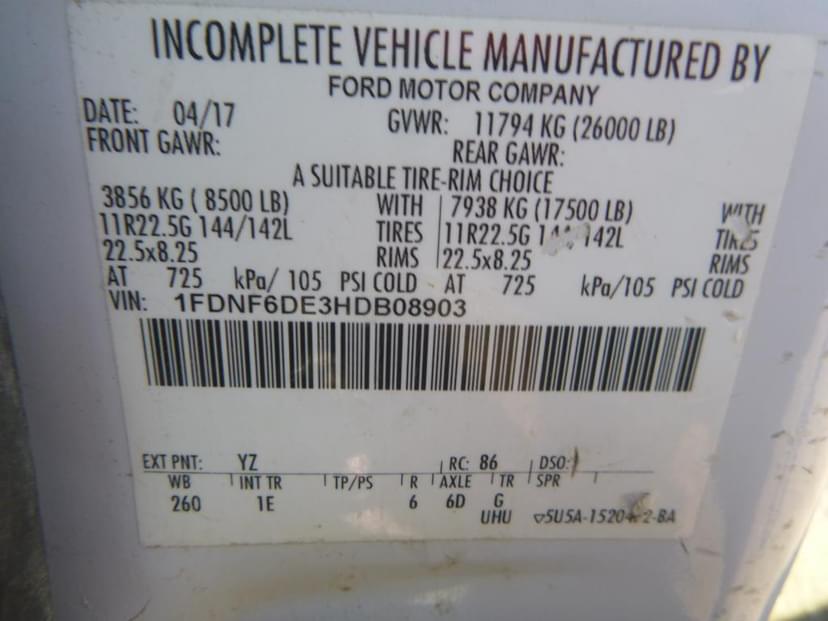 INCOMPLETE VEHICLE MANUFACTURED BY
FORD MOTOR COMPANY
DATE: 04/17 GVWR: 11794 KG (26000 LB)
FRONT GAWR: REAR GAWR:
A SUITABLE TIRE-RIM CHOICE
3856 KG ( 8500 LB) WITH 7938 KG (17500 LB) WITH
11R22.5G 144/142L TIRES 11R22.5G 144/142L TIRES
22.5x8.25 RIMS 22.5x8.25 RIMS
AT 725 kPa/ 105 PSI COLD AT 725 kPa/105 PSI COLD
VIN: 1FDNF6DE3HDB08903
EXT PNT: YZ RC: 86 DSO:
WB INT TR TP/PS R AXLE TR SPR
260 1E 6 6D G
UHU